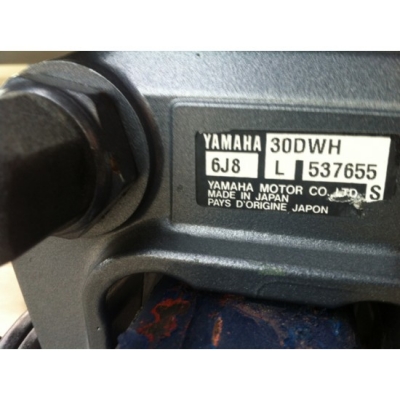 YAMAHA 30DWH
6J8 L 537655
YAMAHA MOTOR CO., LTD. S
MADE IN JAPAN
PAYS D'ORIGINE JAPON